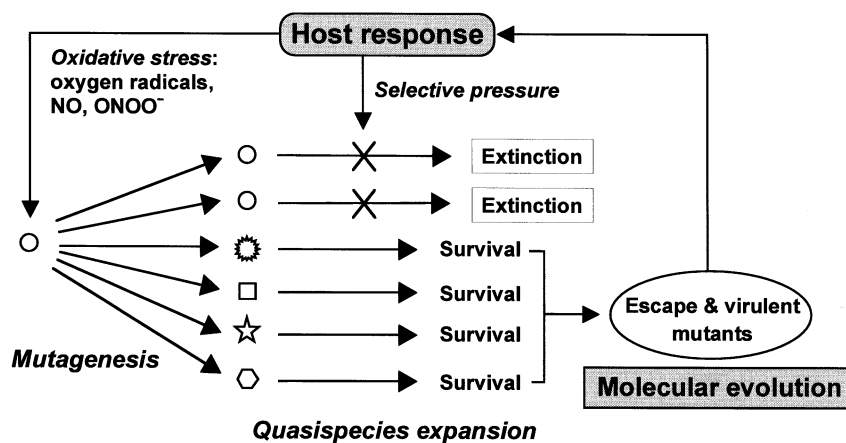 Host response
Oxidative stress:
oxygen radicals,
NO, ONOO⁻
Selective pressure
Extinction
Extinction
Survival
Survival
Survival
Survival
Escape & virulent
mutants
Mutagenesis
Molecular evolution
Quasispecies expansion